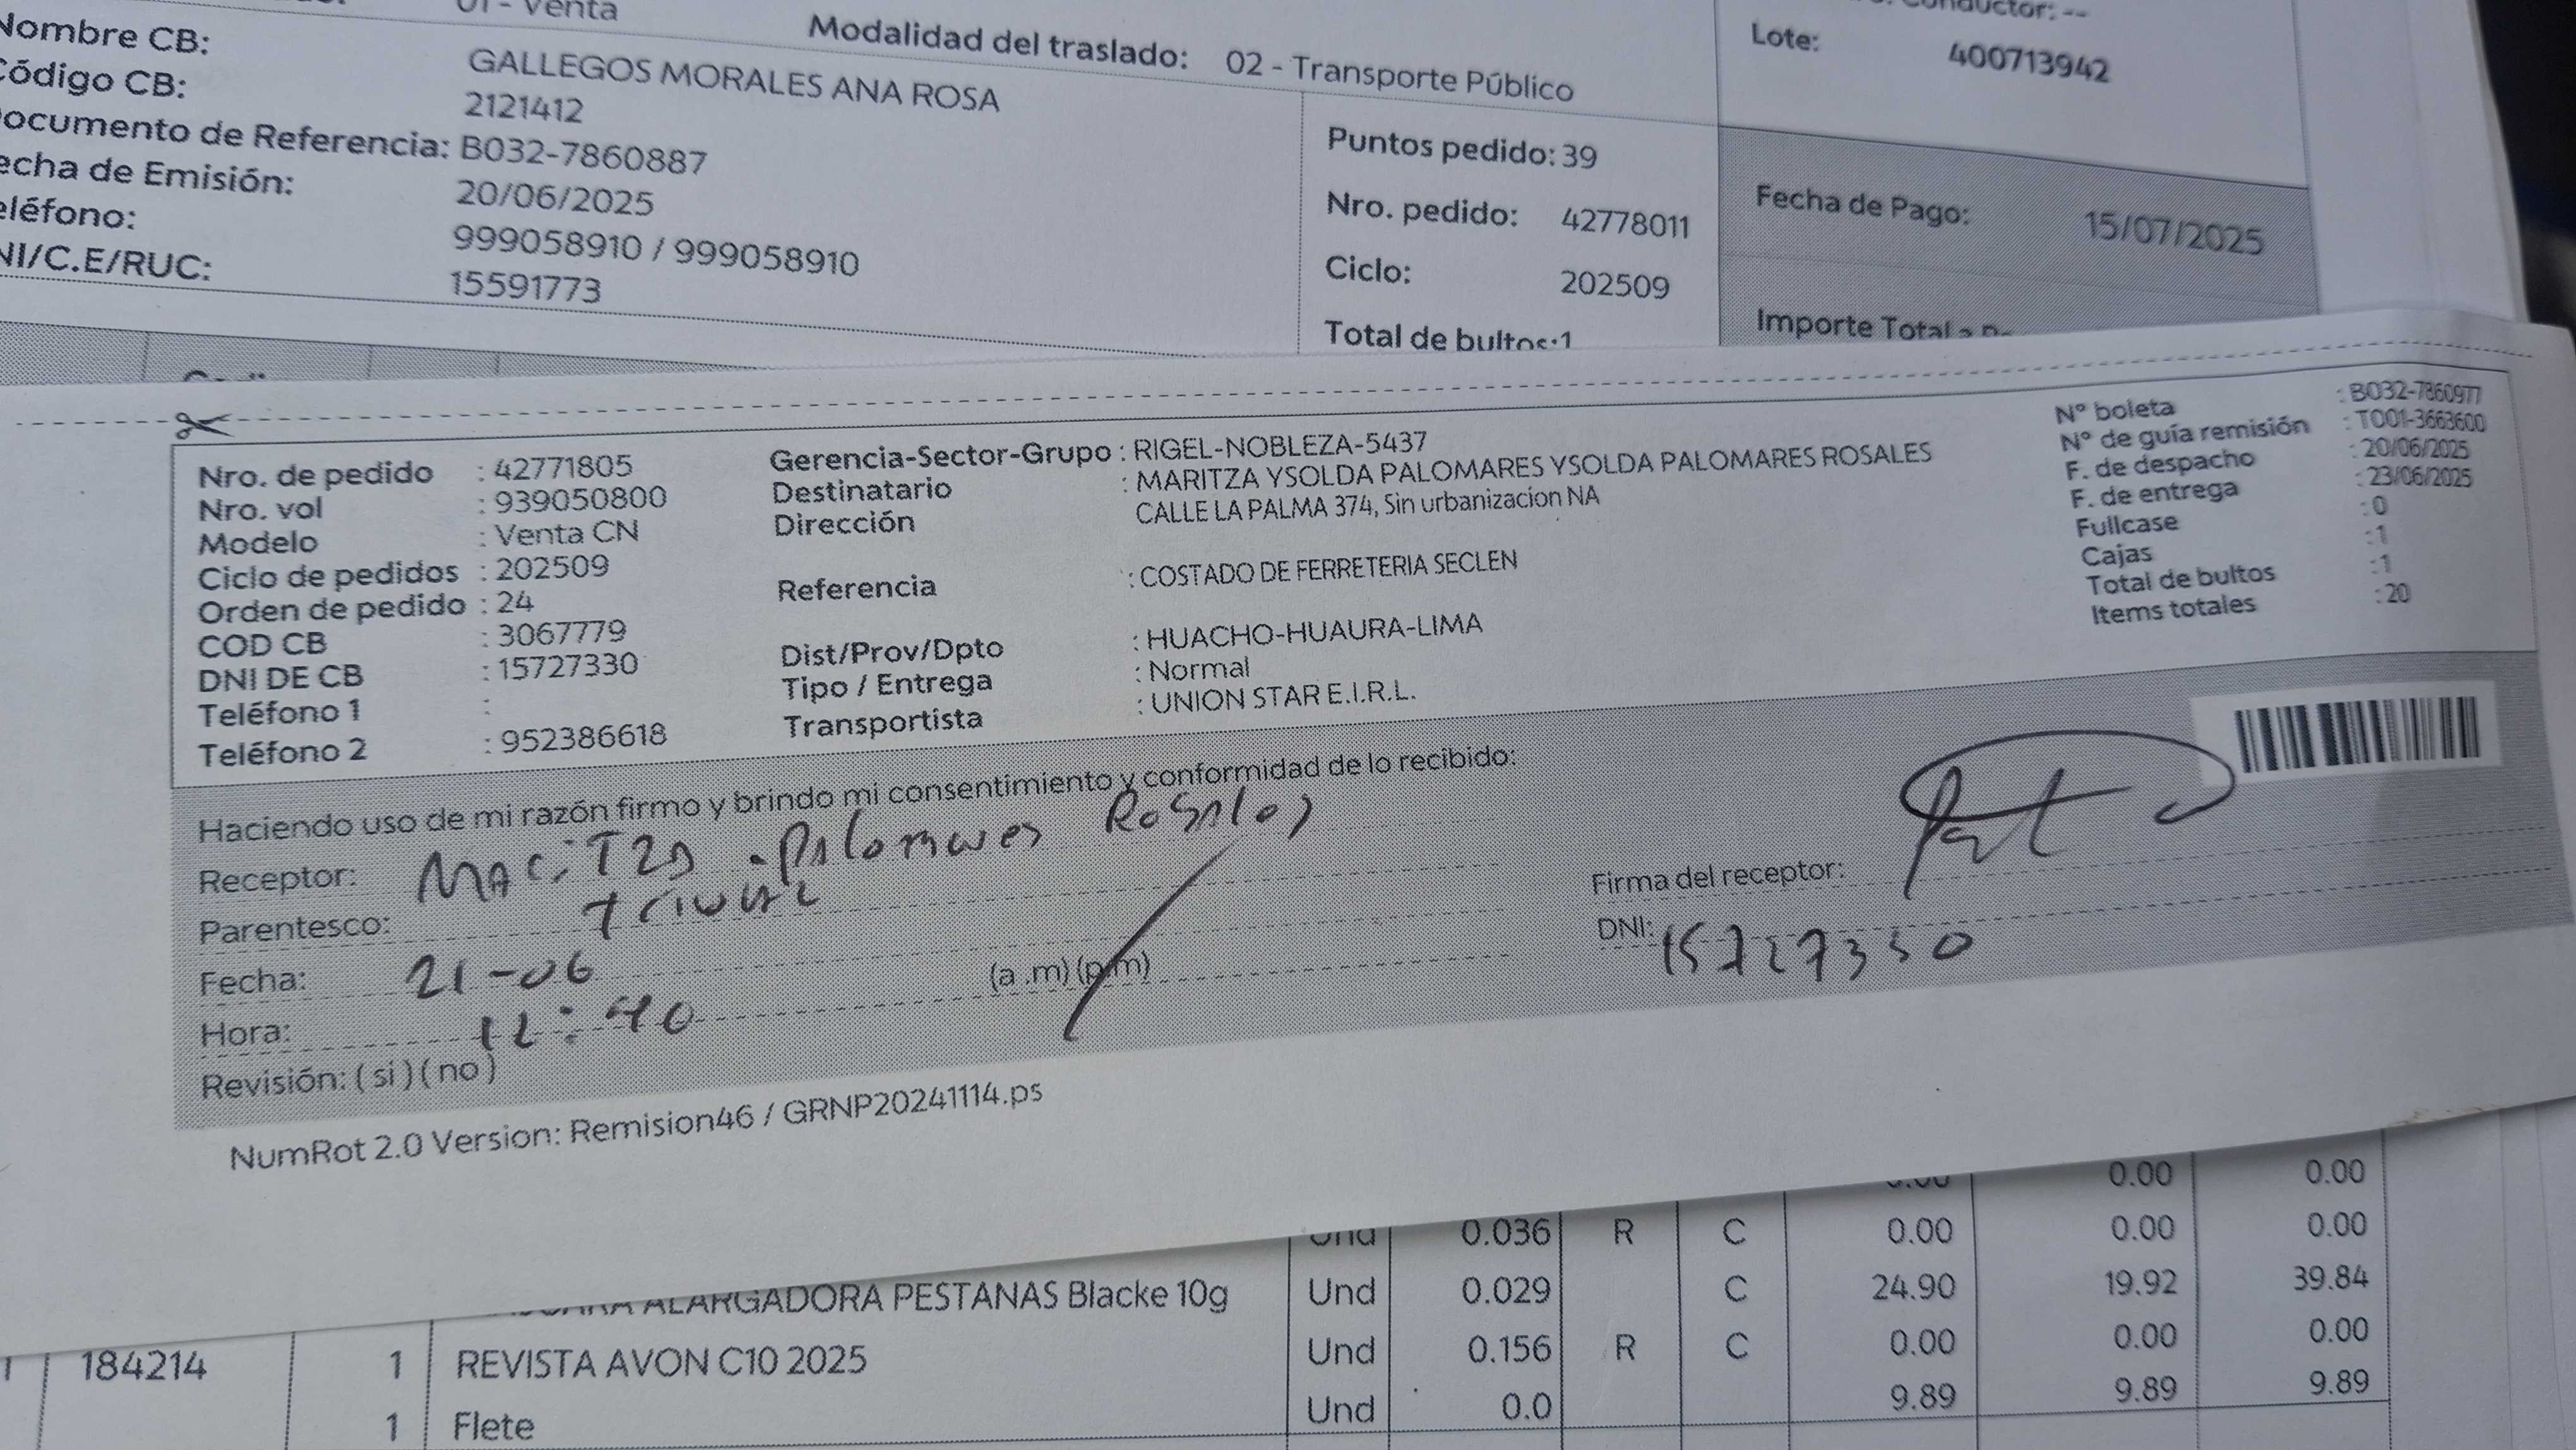 01 - Venta
Modalidad del traslado: 02 - Transporte Público
Conductor: --
Lote: 400713942
Nombre CB: GALLEGOS MORALES ANA ROSA
Código CB: 2121412
Documento de Referencia: B032-7860887
Fecha de Emisión: 20/06/2025
Teléfono: 999058910 / 999058910
NI/C.E/RUC: 15591773
Puntos pedido: 39
Nro. pedido: 42778011
Ciclo: 202509
Total de bultos: 1
Fecha de Pago: 15/07/2025
Importe Total a
Nro. de pedido : 42771805
Nro. vol : 939050800
Modelo : Venta CN
Ciclo de pedidos : 202509
Orden de pedido : 24
COD CB : 3067779
DNI DE CB : 15727330
Teléfono 1 :
Teléfono 2 : 952386618
Gerencia-Sector-Grupo : RIGEL-NOBLEZA-5437
Destinatario : MARITZA YSOLDA PALOMARES YSOLDA PALOMARES ROSALES
Dirección CALLE LA PALMA 374, Sin urbanizacion NA
Referencia : COSTADO DE FERRETERIA SECLEN
Dist/Prov/Dpto : HUACHO-HUAURA-LIMA
Tipo / Entrega : Normal
Transportista : UNION STAR E.I.R.L.
N° boleta : B032-7860977
N° de guía remisión : T001-3663600
F. de despacho : 20/06/2025
F. de entrega : 23/06/2025
Fullcase : 0
Cajas : 1
Total de bultos : 1
Items totales : 20
Haciendo uso de mi razón firmo y brindo mi consentimiento y conformidad de lo recibido:
Receptor: Palomares Rosales
Parentesco:
Fecha: 21-06
Hora: 12:40 (a .m) (p.m)
Revisión: ( si ) ( no )
Firma del receptor:
DNI: 15727330
NumRot 2.0 Version: Remision46 / GRNP20241114.ps
0.00 0.00 0.00
Und 0.036 R C 0.00 0.00 0.00
ALARGADORA PESTANAS Blacke 10g Und 0.029 C 24.90 19.92 39.84
184214 1 REVISTA AVON C10 2025 Und 0.156 R C 0.00 0.00 0.00
1 Flete Und 0.0 9.89 9.89 9.89